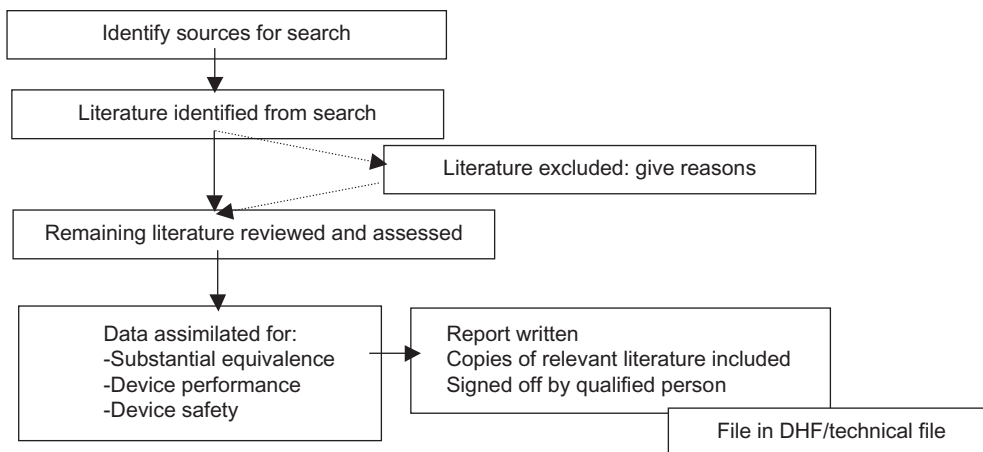 Identify sources for search
Literature identified from search
Literature excluded: give reasons
Remaining literature reviewed and assessed
Data assimilated for:
-Substantial equivalence
-Device performance
-Device safety
Report written
Copies of relevant literature included
Signed off by qualified person
File in DHF/technical file